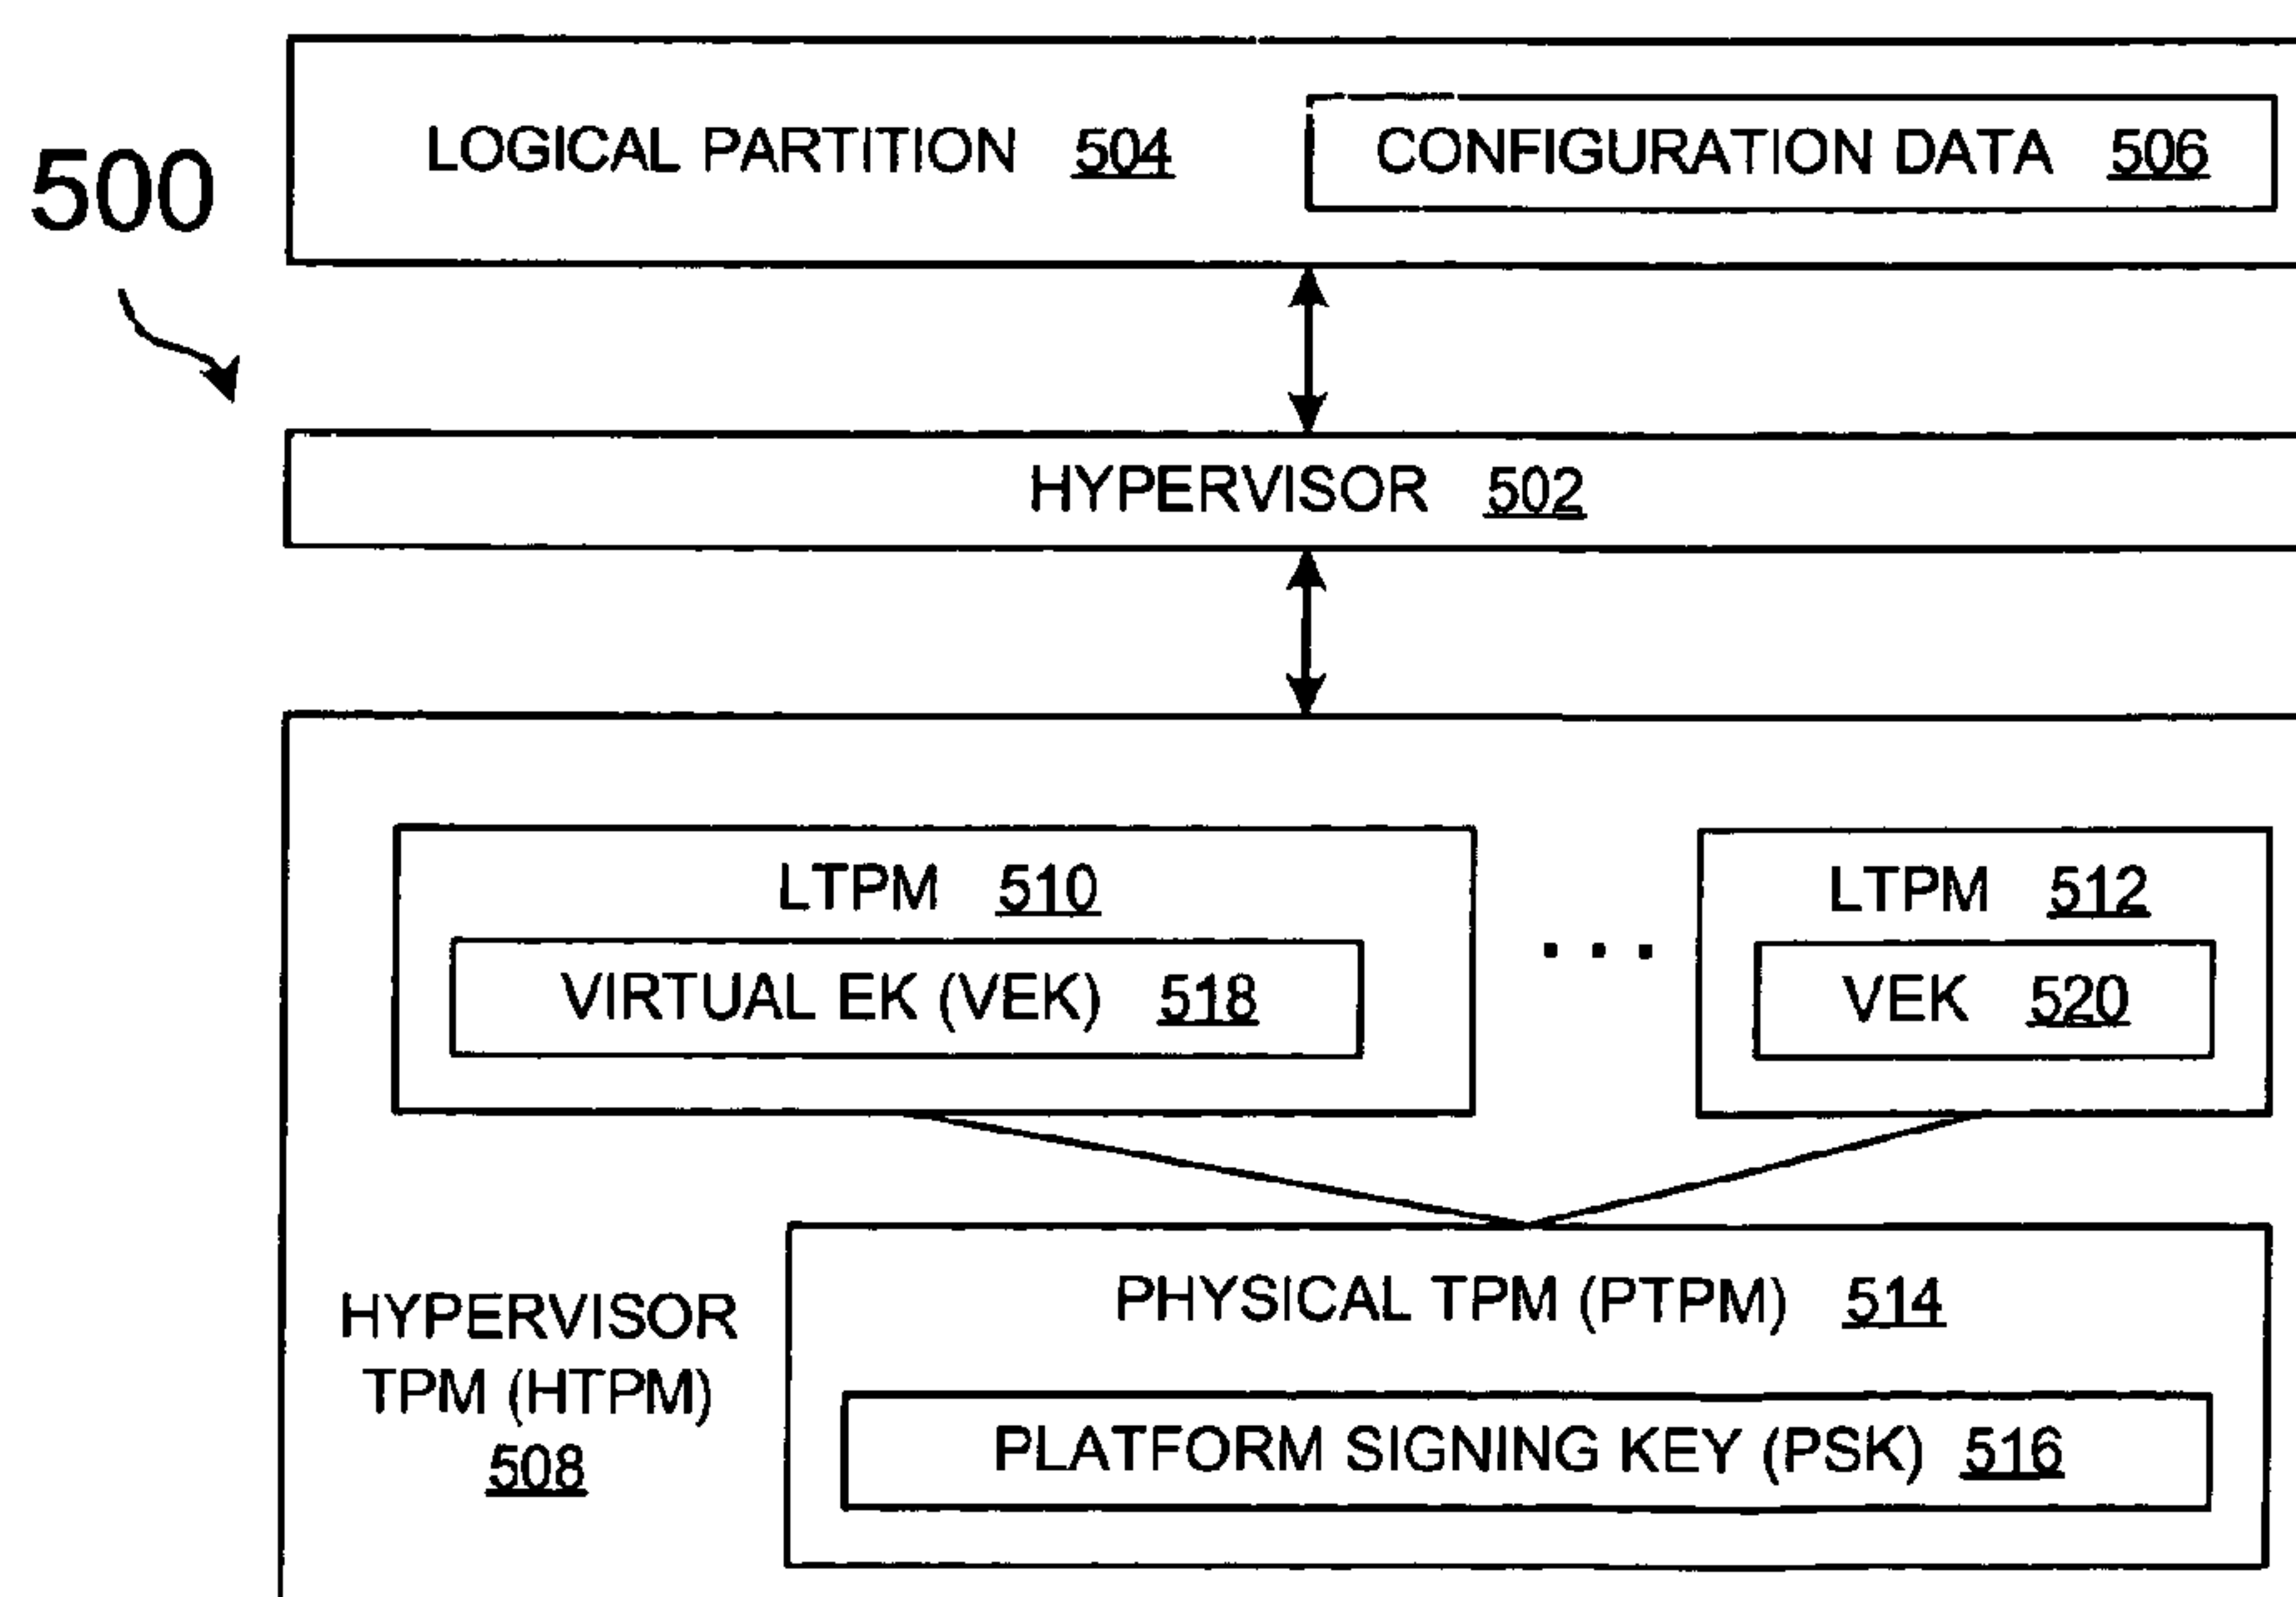 500
LOGICAL PARTITION 504
CONFIGURATION DATA 506
HYPERVISOR 502
LTPM 510
VIRTUAL EK (VEK) 518
. . .
LTPM 512
VEK 520
HYPERVISOR
TPM (HTPM)
508
PHYSICAL TPM (PTPM) 514
PLATFORM SIGNING KEY (PSK) 516